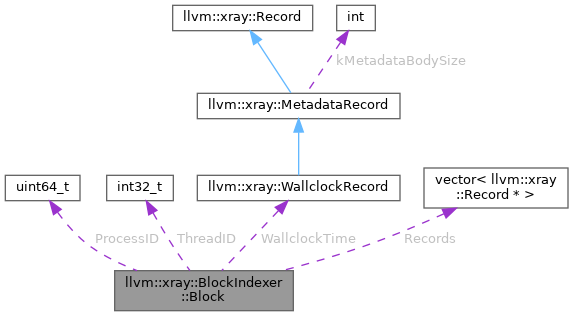 llvm::xray::Record
int
kMetadataBodySize
llvm::xray::MetadataRecord
uint64_t
int32_t
llvm::xray::WallclockRecord
vector< llvm::xray
::Record * >
ProcessID
ThreadID
WallclockTime
Records
llvm::xray::BlockIndexer
::Block